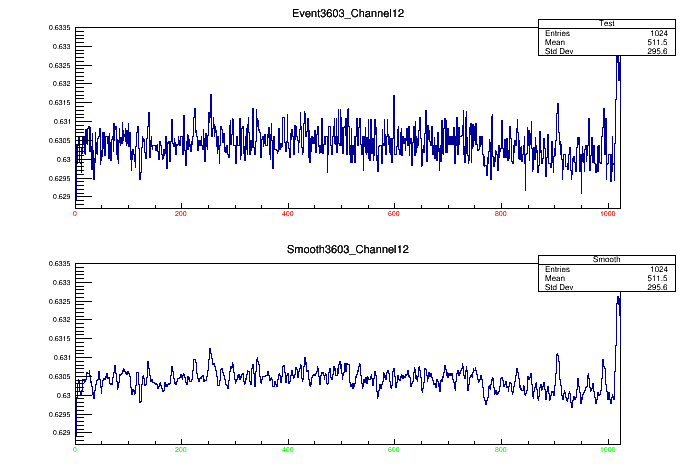 Event3603_Channel12
Test
Entries 1024
Mean 511.5
Std Dev 295.6
0.6335
0.633
0.6325
0.632
0.6315
0.631
0.6305
0.63
0.6295
0.629
0 200 400 600 800 1000
Smooth3603_Channel12
Smooth
Entries 1024
Mean 511.5
Std Dev 295.6
0.6335
0.633
0.6325
0.632
0.6315
0.631
0.6305
0.63
0.6295
0.629
0 200 400 600 800 1000